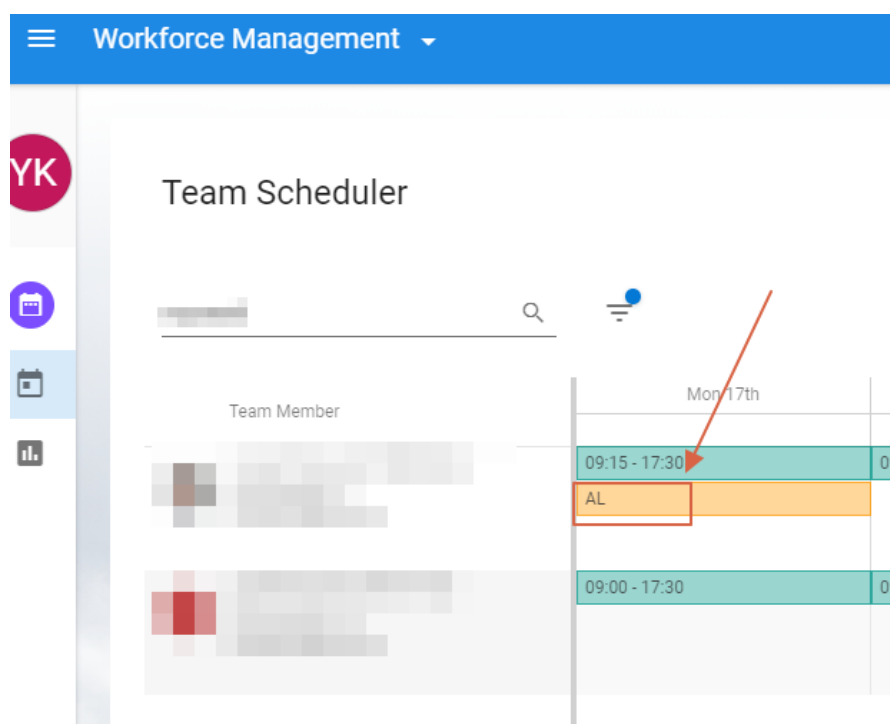 Workforce Management
YK
Team Scheduler
Mon 17th
Team Member
09:15 - 17:30
AL
09:00 - 17:30